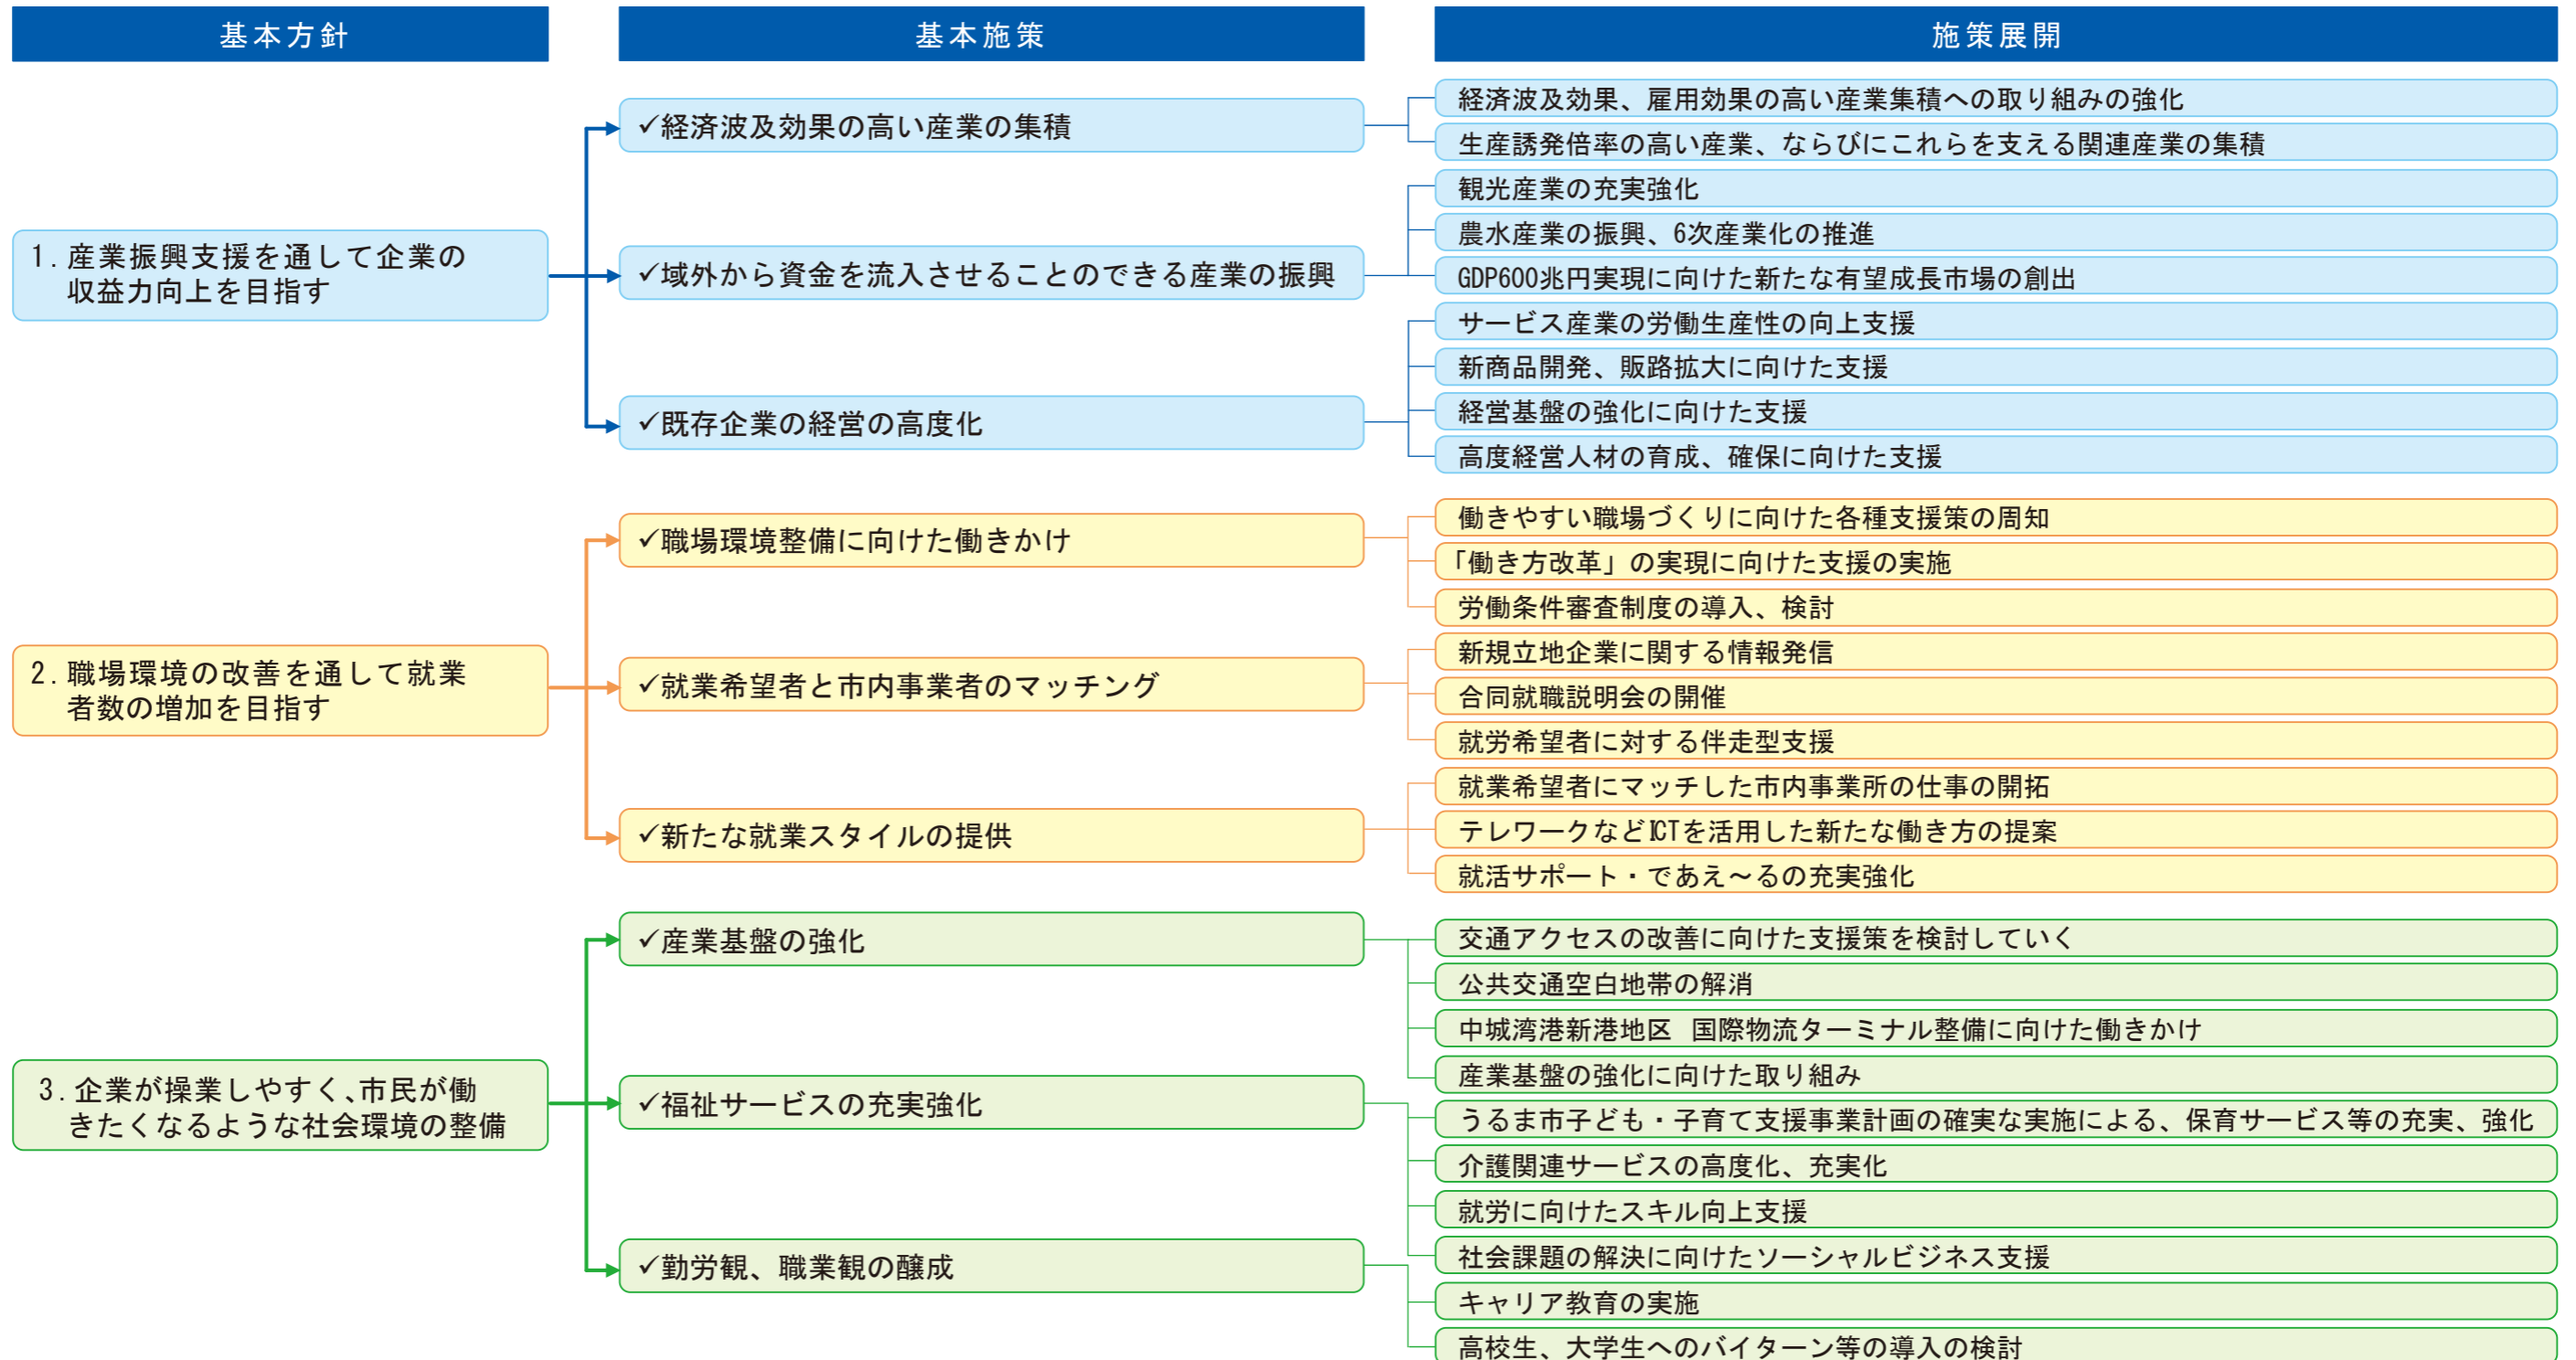 基本方針
基本施策
施策展開
1.産業振興支援を通して企業の
収益力向上を目指す
✓経済波及効果の高い産業の集積
経済波及効果、雇用効果の高い産業集積への取り組みの強化
生産誘発倍率の高い産業、ならびにこれらを支える関連産業の集積
✓域外から資金を流入させることのできる産業の振興
観光産業の充実強化
農水産業の振興、6次産業化の推進
GDP600兆円実現に向けた新たな有望成長市場の創出
✓既存企業の経営の高度化
サービス産業の労働生産性の向上支援
新商品開発、販路拡大に向けた支援
経営基盤の強化に向けた支援
高度経営人材の育成、確保に向けた支援
2.職場環境の改善を通して就業
者数の増加を目指す
✓職場環境整備に向けた働きかけ
働きやすい職場づくりに向けた各種支援策の周知
「働き方改革」の実現に向けた支援の実施
労働条件審査制度の導入、検討
✓就業希望者と市内事業者のマッチング
新規立地企業に関する情報発信
合同就職説明会の開催
就労希望者に対する伴走型支援
✓新たな就業スタイルの提供
就業希望者にマッチした市内事業所の仕事の開拓
テレワークなどICTを活用した新たな働き方の提案
就活サポート・であえ～るの充実強化
3.企業が操業しやすく、市民が働
きたくなるような社会環境の整備
✓産業基盤の強化
交通アクセスの改善に向けた支援策を検討していく
公共交通空白地帯の解消
中城湾港新港地区 国際物流ターミナル整備に向けた働きかけ
産業基盤の強化に向けた取り組み
✓福祉サービスの充実強化
うるま市子ども・子育て支援事業計画の確実な実施による、保育サービス等の充実、強化
介護関連サービスの高度化、充実化
就労に向けたスキル向上支援
社会課題の解決に向けたソーシャルビジネス支援
✓勤労観、職業観の醸成
キャリア教育の実施
高校生、大学生へのバイターン等の導入の検討